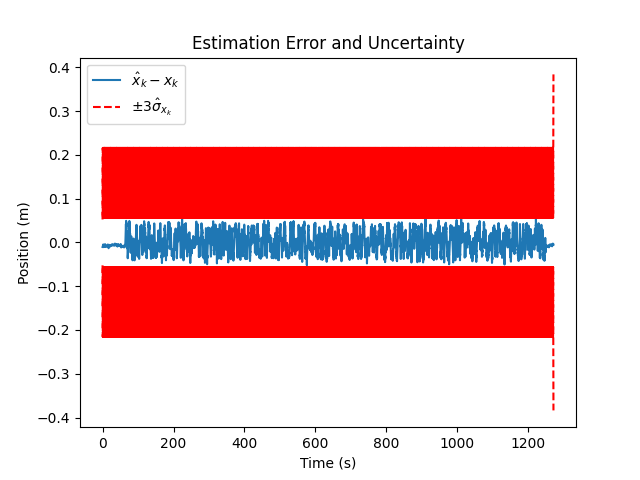 Estimation Error and Uncertainty
x̂ₖ − xₖ
±3σ̂ₓₖ
Position (m)
0.4
0.3
0.2
0.1
0.0
−0.1
−0.2
−0.3
−0.4
0 200 400 600 800 1000 1200
Time (s)